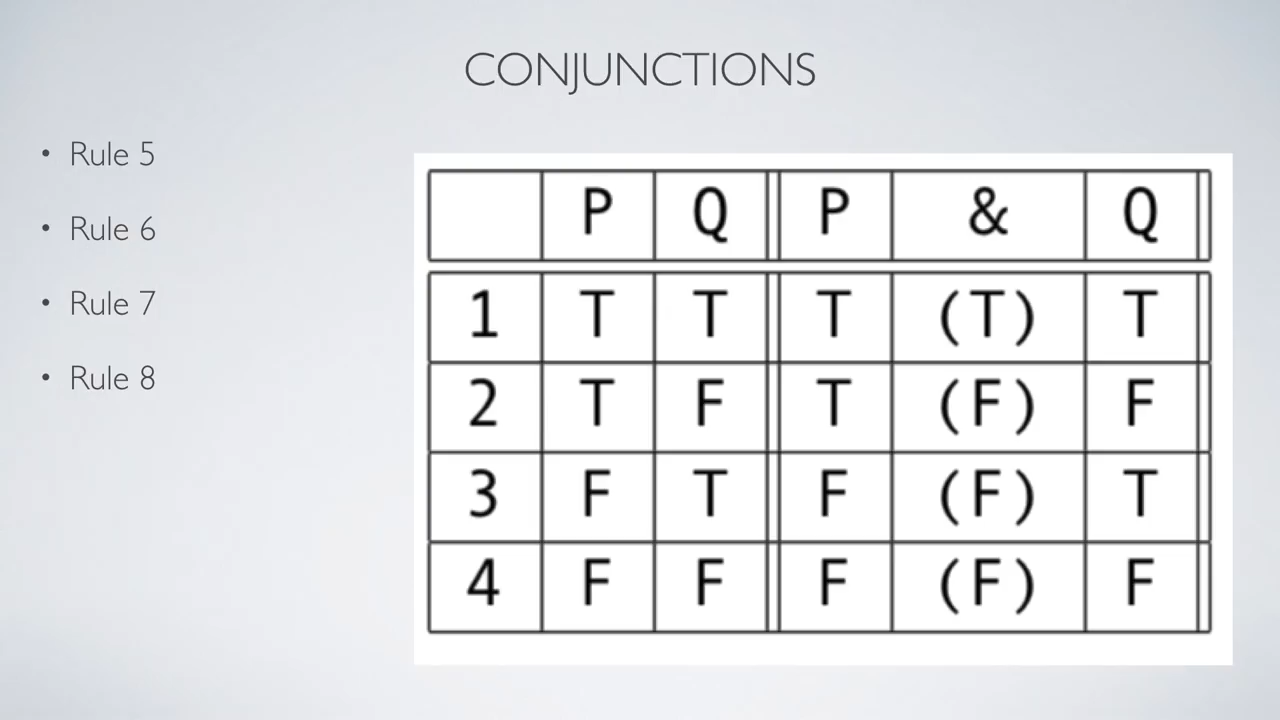 CONJUNCTIONS
• Rule 5
• Rule 6
• Rule 7
• Rule 8
P Q P & Q
1 T T T (T) T
2 T F T (F) F
3 F T F (F) T
4 F F F (F) F